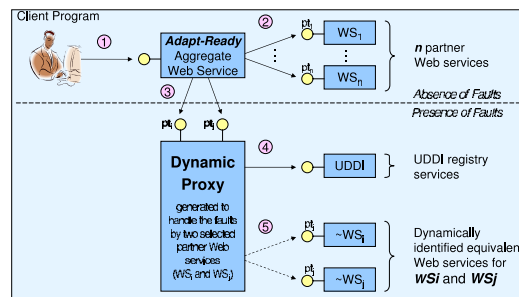 Client Program
1
Adapt-Ready
Aggregate
Web Service
2
pt1
WS1
⋮
⋮
ptn
WSn
n partner
Web services
Absence of Faults
Presence of Faults
3
pti
ptj
Dynamic
Proxy
generated to
handle the faults
by two selected
partner Web
services
(WSi and WSj)
4
UDDI
UDDI registry
services
5
pti
~WSi
ptj
~WSj
Dynamically
identified equivalent
Web services for
WSi and WSj